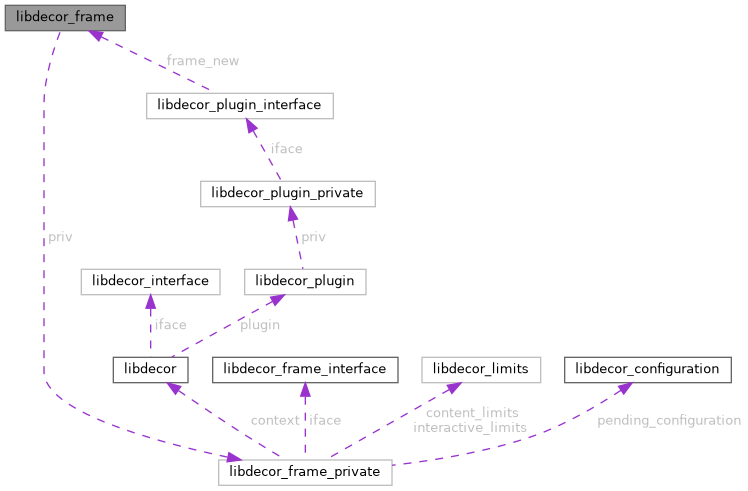 libdecor_frame
frame_new
libdecor_plugin_interface
iface
libdecor_plugin_private
priv
priv
libdecor_interface
libdecor_plugin
iface
plugin
libdecor
libdecor_frame_interface
libdecor_limits
libdecor_configuration
context
iface
content_limits
interactive_limits
pending_configuration
libdecor_frame_private